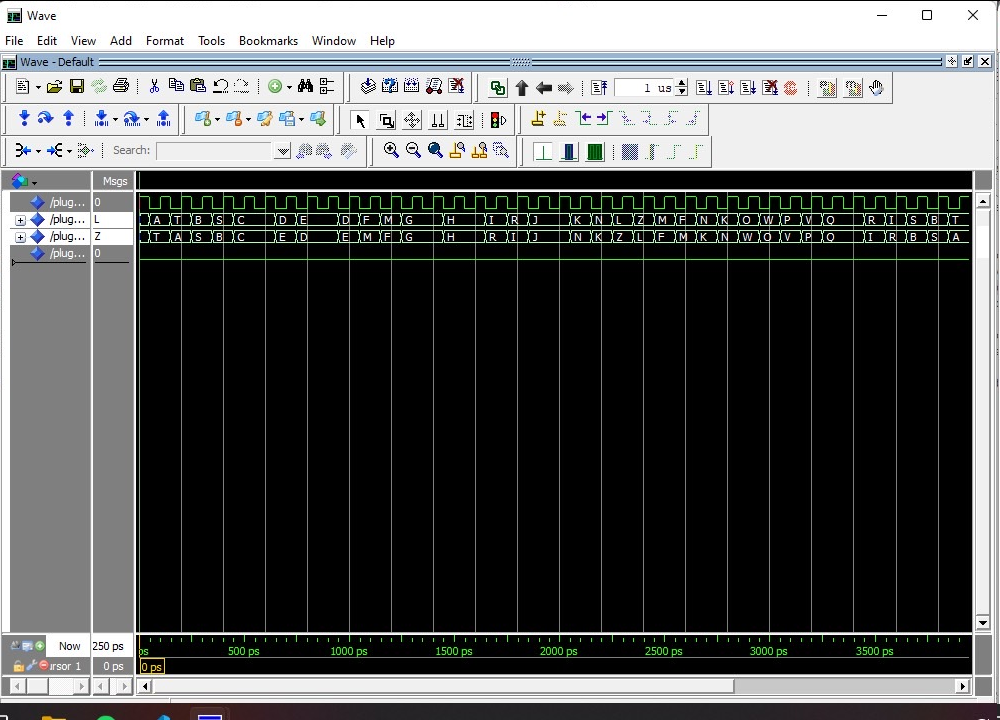 Wave
File Edit View Add Format Tools Bookmarks Window Help
Wave - Default
1 us
Search:
Msgs
/plug... 0
/plug... L A T B S C D E D F M G H I R J K N L Z M F N K O W P V Q R I S B T
/plug... Z T A S B C E D E M F G H R I J N K Z L F M K N W O V P Q I R B S A
/plug... 0
Now 250 ps ps 500 ps 1000 ps 1500 ps 2000 ps 2500 ps 3000 ps 3500 ps
ursor 1 0 ps 0 ps